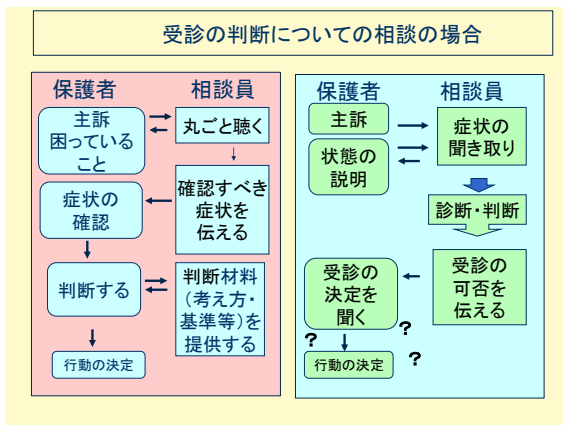 受診の判断についての相談の場合
保護者
相談員
主訴
困っている
こと
丸ごと聴く
確認すべき
症状を
伝える
症状の
確認
判断する
判断材料
(考え方・
基準等)を
提供する
行動の決定
保護者
相談員
主訴
状態の
説明
症状の
聞き取り
診断・判断
受診の
可否を
伝える
受診の
決定を
聞く
?
?
?
行動の決定